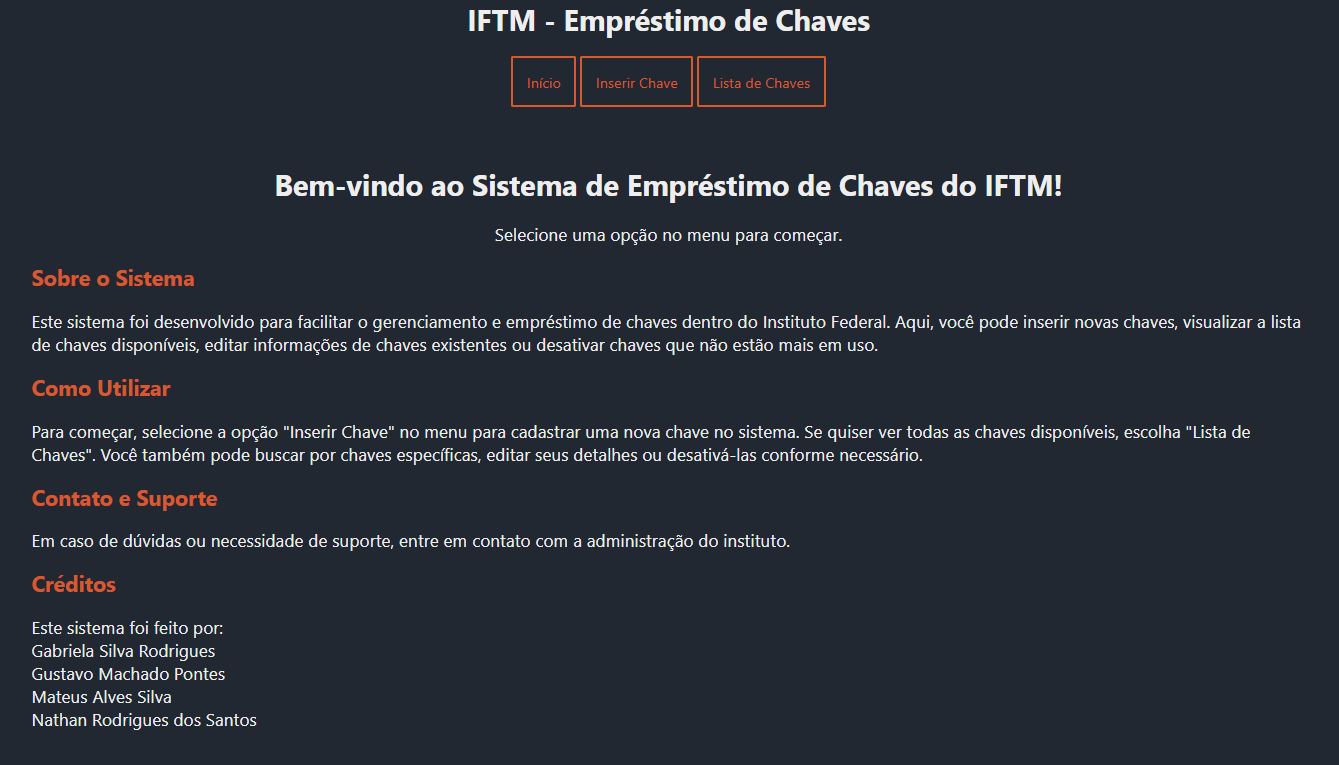 IFTM - Empréstimo de Chaves
Início
Inserir Chave
Lista de Chaves
Bem-vindo ao Sistema de Empréstimo de Chaves do IFTM!
Selecione uma opção no menu para começar.
Sobre o Sistema
Este sistema foi desenvolvido para facilitar o gerenciamento e empréstimo de chaves dentro do Instituto Federal. Aqui, você pode inserir novas chaves, visualizar a lista
de chaves disponíveis, editar informações de chaves existentes ou desativar chaves que não estão mais em uso.
Como Utilizar
Para começar, selecione a opção "Inserir Chave" no menu para cadastrar uma nova chave no sistema. Se quiser ver todas as chaves disponíveis, escolha "Lista de
Chaves". Você também pode buscar por chaves específicas, editar seus detalhes ou desativá-las conforme necessário.
Contato e Suporte
Em caso de dúvidas ou necessidade de suporte, entre em contato com a administração do instituto.
Créditos
Este sistema foi feito por:
Gabriela Silva Rodrigues
Gustavo Machado Pontes
Mateus Alves Silva
Nathan Rodrigues dos Santos